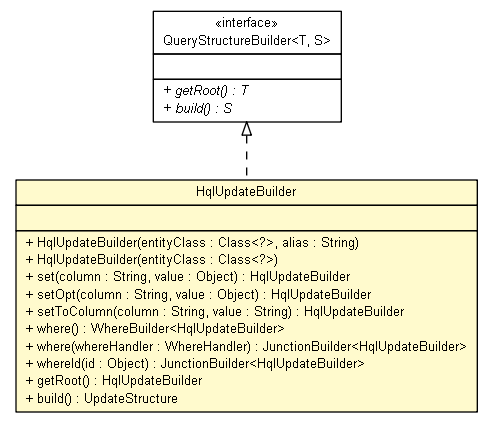 «interface»
QueryStructureBuilder<T, S>
+ getRoot() : T
+ build() : S
HqlUpdateBuilder
+ HqlUpdateBuilder(entityClass : Class<?>, alias : String)
+ HqlUpdateBuilder(entityClass : Class<?>)
+ set(column : String, value : Object) : HqlUpdateBuilder
+ setOpt(column : String, value : Object) : HqlUpdateBuilder
+ setToColumn(column : String, value : String) : HqlUpdateBuilder
+ where() : WhereBuilder<HqlUpdateBuilder>
+ where(whereHandler : WhereHandler) : JunctionBuilder<HqlUpdateBuilder>
+ whereId(id : Object) : JunctionBuilder<HqlUpdateBuilder>
+ getRoot() : HqlUpdateBuilder
+ build() : UpdateStructure